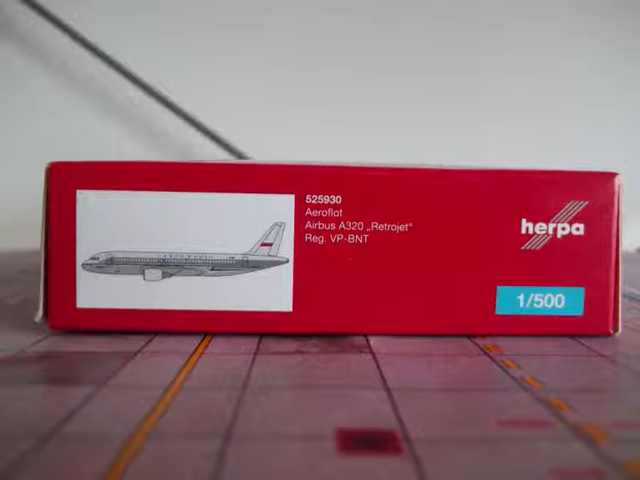 525930
Aeroflot
Airbus A320 „Retrojet“
Reg. VP-BNT
herpa
1/500